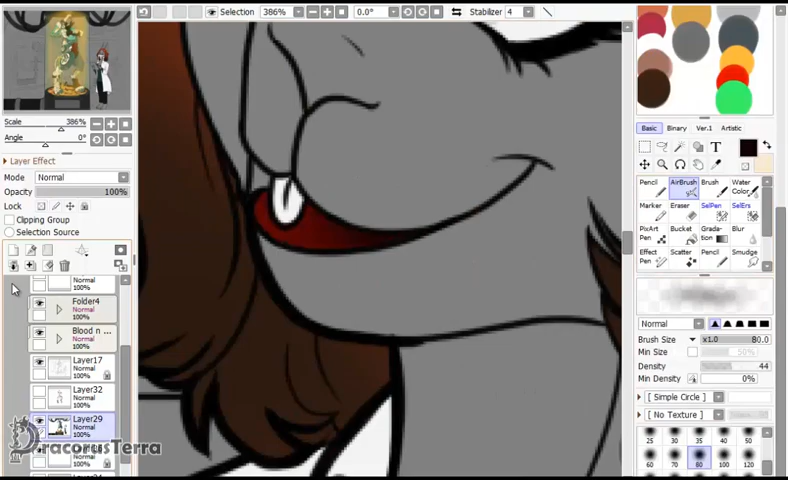 Selection 386% 0.0° Stabilizer 4
Scale 386%
Angle 0°
Layer Effect
Mode Normal
Opacity 100%
Lock
Clipping Group
Selection Source
Normal
100%
Folder4
Normal
100%
Blood n ...
Normal
100%
Layer17
Normal
100%
Layer32
Normal
100%
Layer29
Normal
100%
DracorusTerra
Basic Binary Ver.1 Artistic
T
Pencil AirBrush Brush Water Color
Marker Eraser SelPen SelErs
PixArt Pen Bucket Grada- tion Blur
Effect Pen Scatter Pencil Smudge
Normal
Brush Size x1.0 80.0
Min Size 50%
Density 44
Min Density 0%
[ Simple Circle ]
[ No Texture ]
25 30 35 40 50
60 70 80 100 120